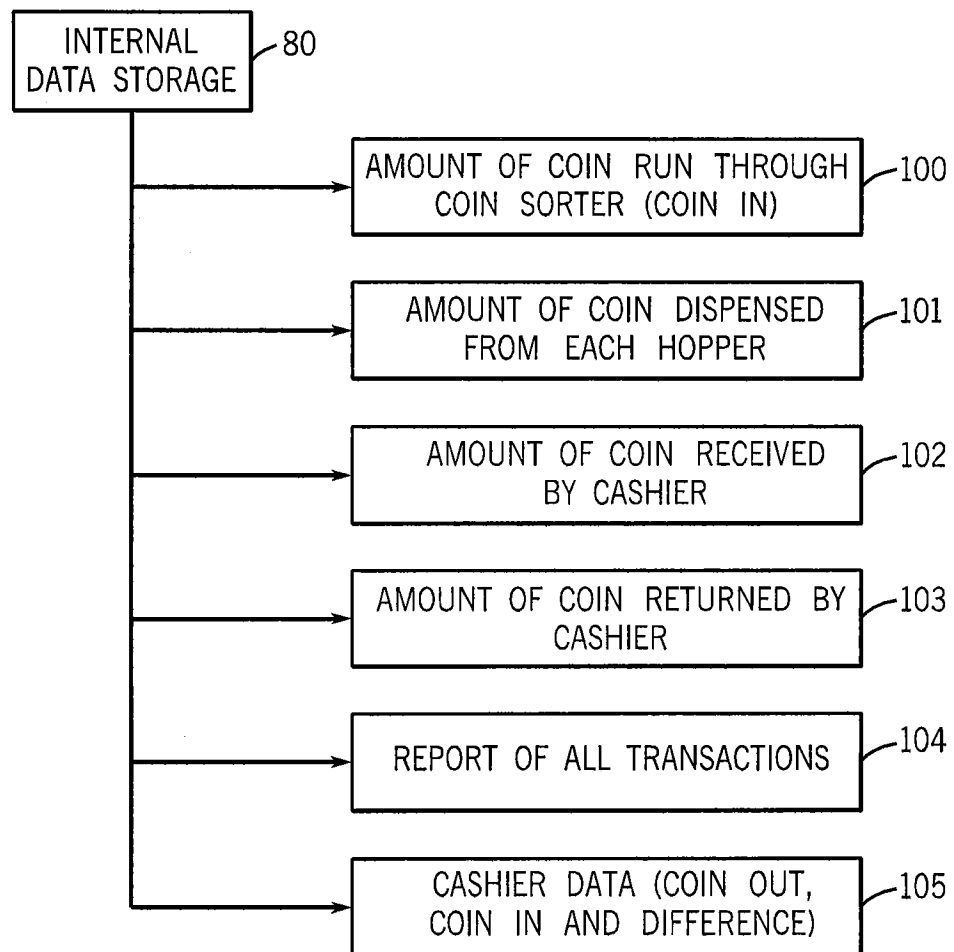 INTERNAL
DATA STORAGE
80
AMOUNT OF COIN RUN THROUGH
COIN SORTER (COIN IN)
100
AMOUNT OF COIN DISPENSED
FROM EACH HOPPER
101
AMOUNT OF COIN RECEIVED
BY CASHIER
102
AMOUNT OF COIN RETURNED BY
CASHIER
103
REPORT OF ALL TRANSACTIONS
104
CASHIER DATA (COIN OUT,
COIN IN AND DIFFERENCE)
105